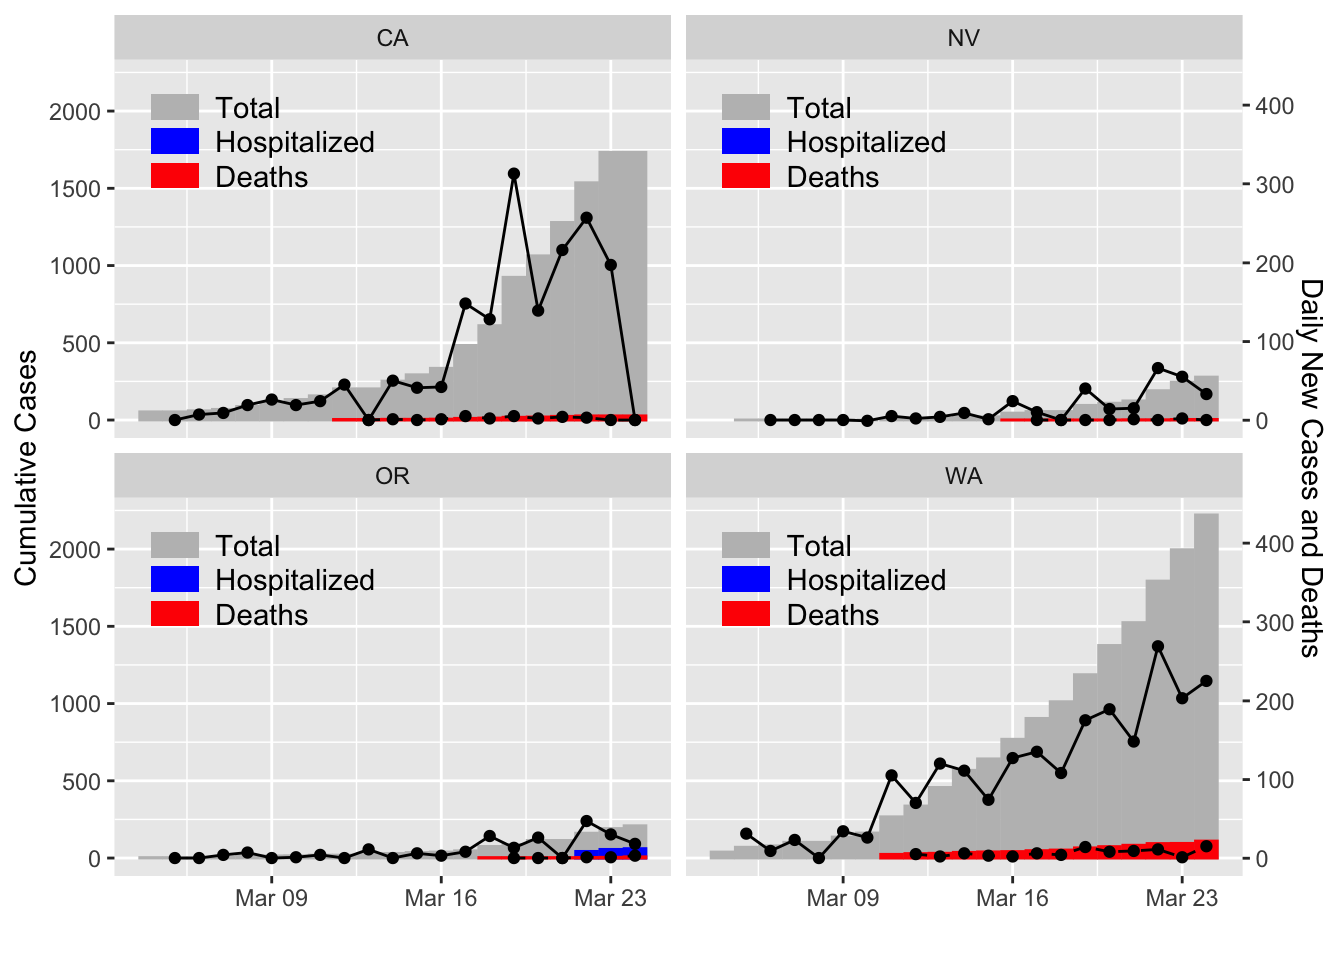 CA
NV
Total
Hospitalized
Deaths
Total
Hospitalized
Deaths
2000
1500
1000
500
0
400
300
200
100
0
OR
WA
Total
Hospitalized
Deaths
Total
Hospitalized
Deaths
2000
1500
1000
500
0
400
300
200
100
0
Mar 09
Mar 16
Mar 23
Mar 09
Mar 16
Mar 23
Cumulative Cases
Daily New Cases and Deaths